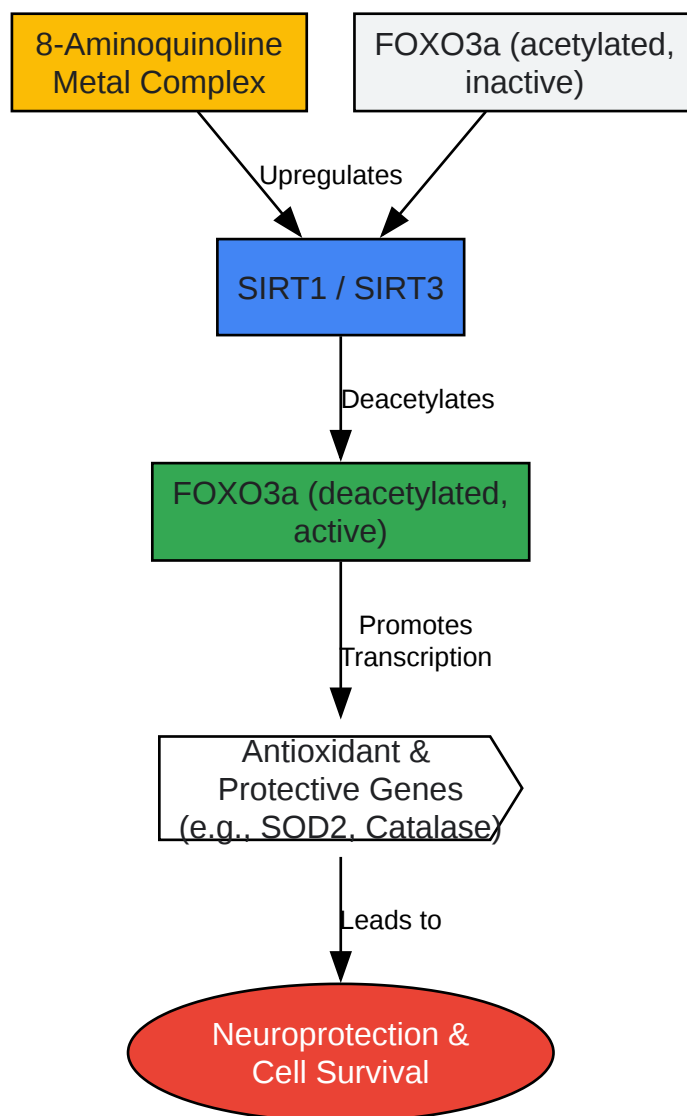 8-Aminoquinoline
Metal Complex
FOXO3a (acetylated,
inactive)
Upregulates
SIRT1 / SIRT3
Deacetylates
FOXO3a (deacetylated,
active)
Promotes
Transcription
Antioxidant &
Protective Genes
(e.g., SOD2, Catalase)
Leads to
Neuroprotection &
Cell Survival